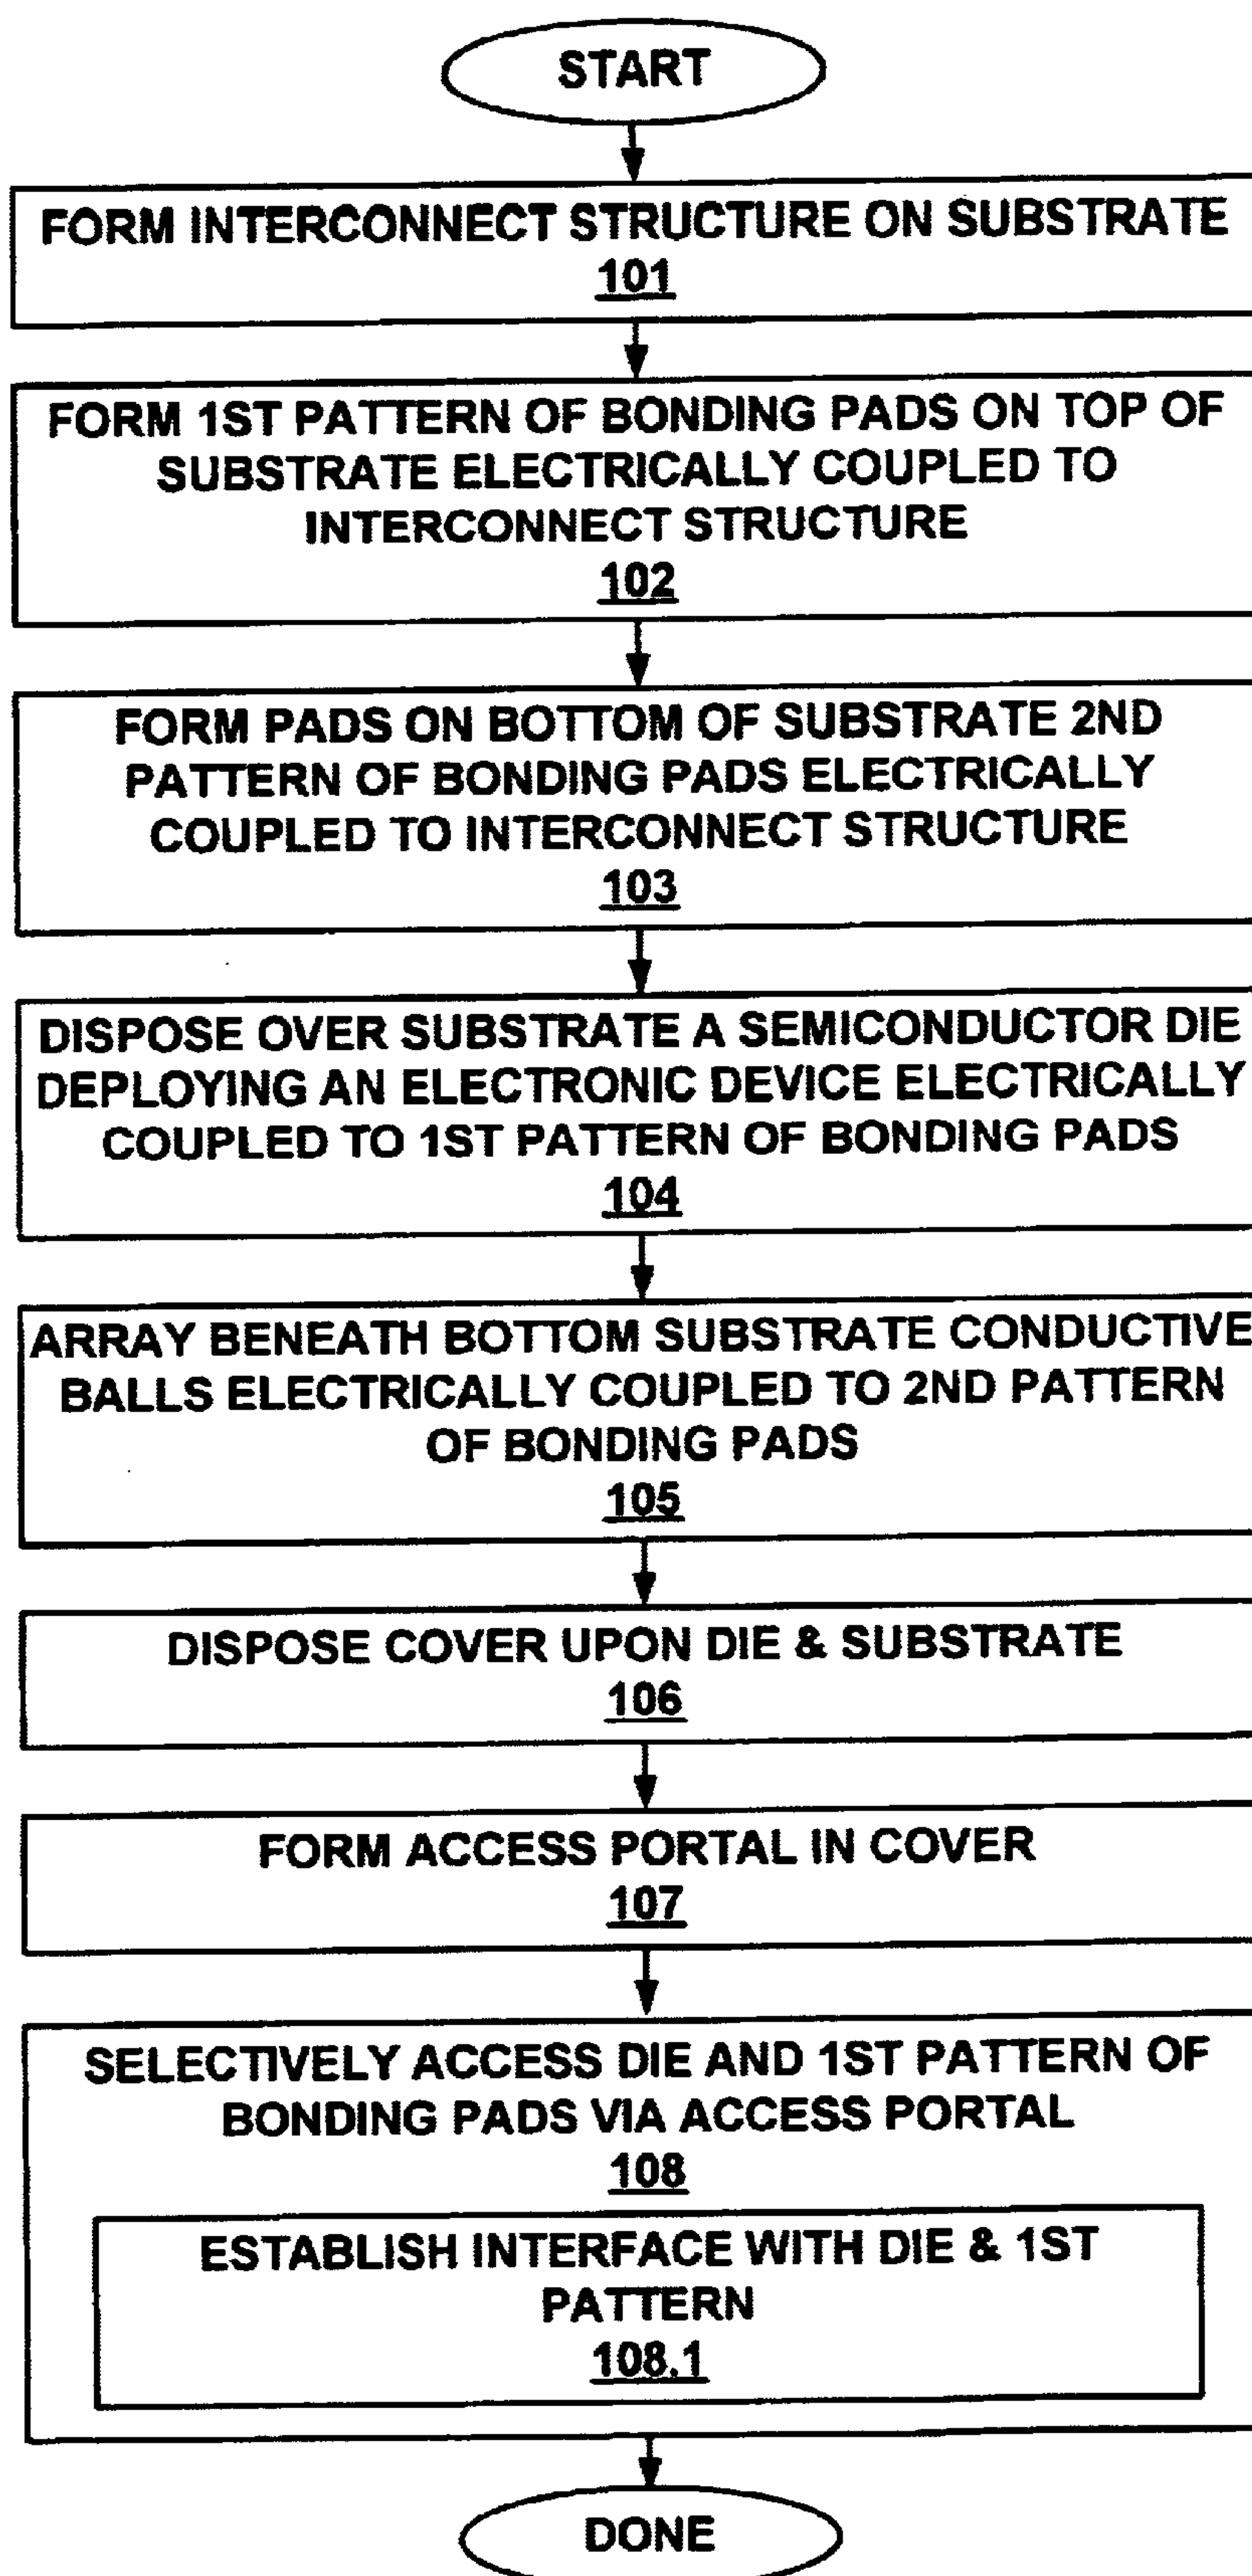 START
FORM INTERCONNECT STRUCTURE ON SUBSTRATE
101
FORM 1ST PATTERN OF BONDING PADS ON TOP OF
SUBSTRATE ELECTRICALLY COUPLED TO
INTERCONNECT STRUCTURE
102
FORM PADS ON BOTTOM OF SUBSTRATE 2ND
PATTERN OF BONDING PADS ELECTRICALLY
COUPLED TO INTERCONNECT STRUCTURE
103
DISPOSE OVER SUBSTRATE A SEMICONDUCTOR DIE
DEPLOYING AN ELECTRONIC DEVICE ELECTRICALLY
COUPLED TO 1ST PATTERN OF BONDING PADS
104
ARRAY BENEATH BOTTOM SUBSTRATE CONDUCTIVE
BALLS ELECTRICALLY COUPLED TO 2ND PATTERN
OF BONDING PADS
105
DISPOSE COVER UPON DIE & SUBSTRATE
106
FORM ACCESS PORTAL IN COVER
107
SELECTIVELY ACCESS DIE AND 1ST PATTERN OF
BONDING PADS VIA ACCESS PORTAL
108
ESTABLISH INTERFACE WITH DIE & 1ST
PATTERN
108.1
DONE